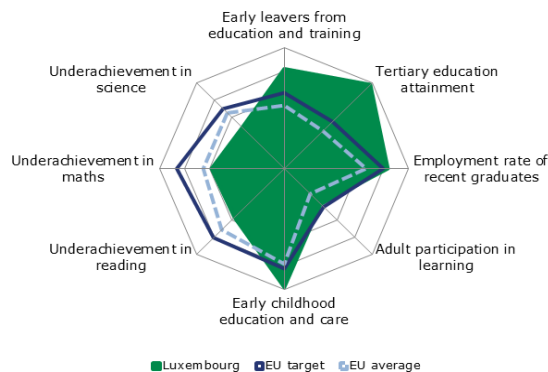 Early leavers from
education and training
Underachievement in
science
Tertiary education
attainment
Underachievement in
maths
Employment rate of
recent graduates
Underachievement in
reading
Adult participation in
learning
Early childhood
education and care
Luxembourg EU target EU average